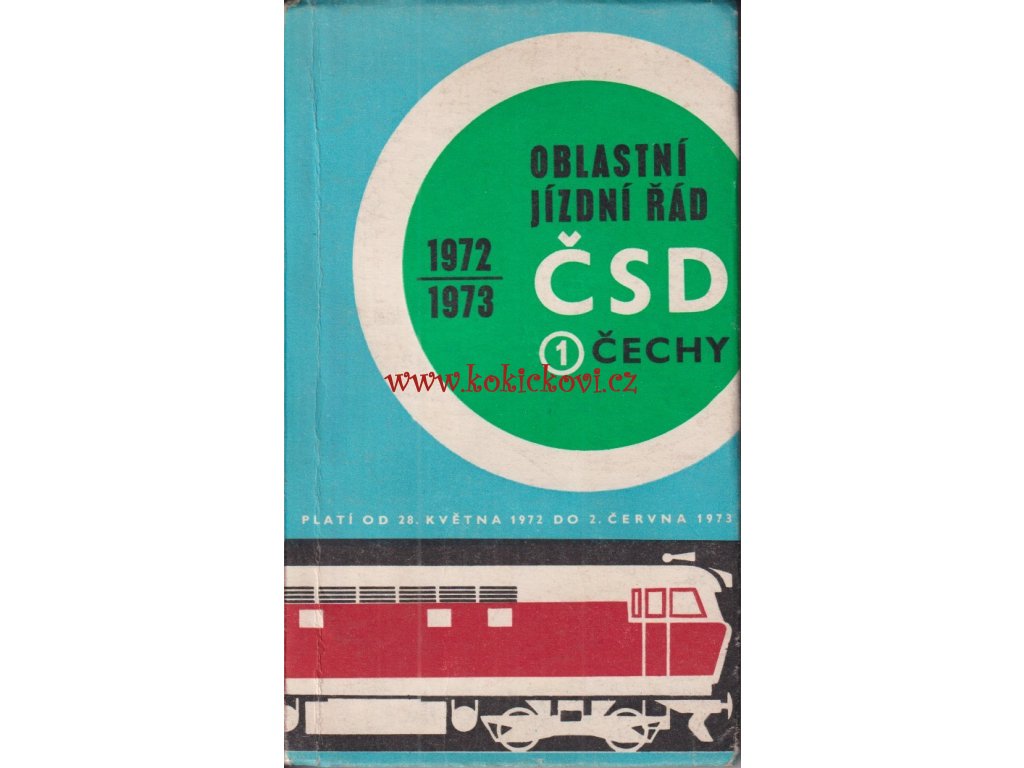 OBLASTNÍ
JÍZDNÍ ŘÁD
1972
1973
ČSD
1 ČECHY
www.kokickovi.cz
PLATÍ OD 28. KVĚTNA 1972 DO 2. ČERVNA 1973